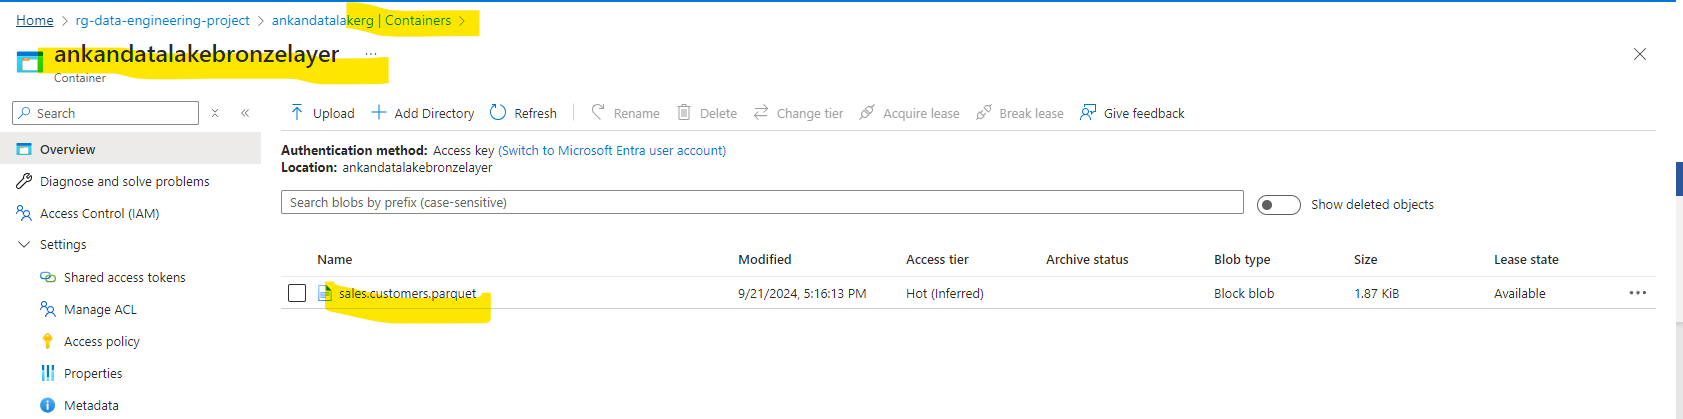 Home > rg-data-engineering-project > ankandatalakerg | Containers >
ankandatalakebronzelayer ...
Container
Search
Upload Add Directory Refresh Rename Delete Change tier Acquire lease Break lease Give feedback
Overview
Diagnose and solve problems
Access Control (IAM)
Settings
Shared access tokens
Manage ACL
Access policy
Properties
Metadata
Authentication method: Access key (Switch to Microsoft Entra user account)
Location: ankandatalakebronzelayer
Search blobs by prefix (case-sensitive)
Show deleted objects
Name Modified Access tier Archive status Blob type Size Lease state
sales.customers.parquet 9/21/2024, 5:16:13 PM Hot (Inferred) Block blob 1.87 KiB Available ...